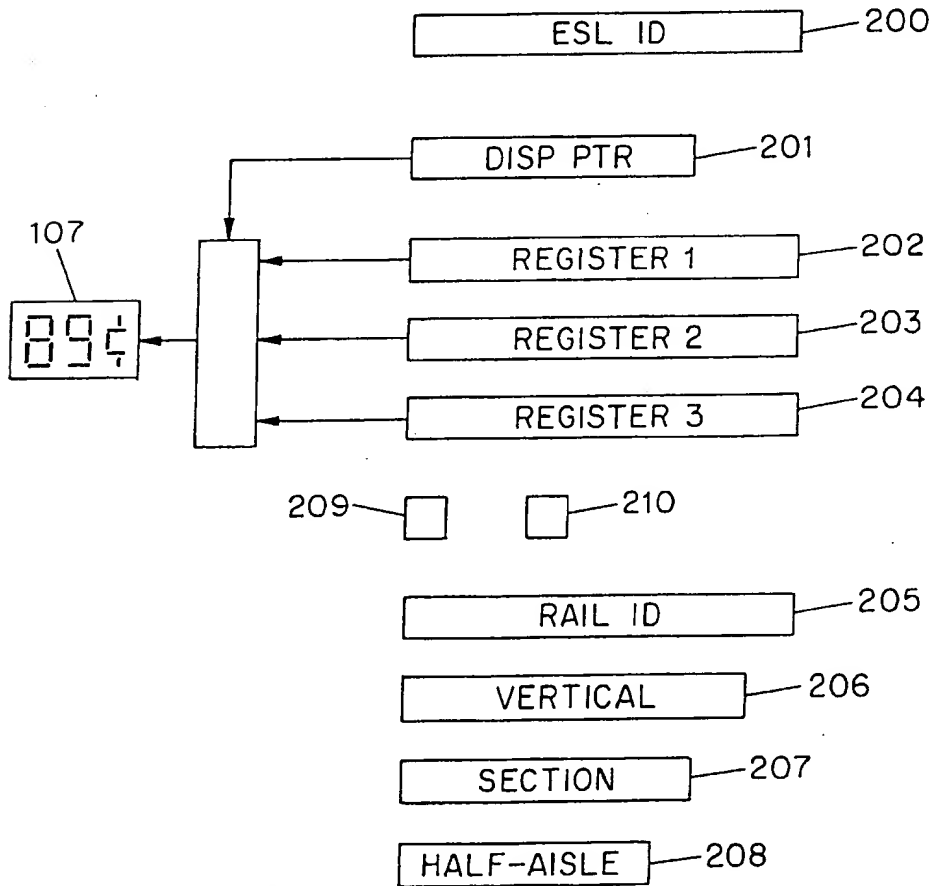 ESL ID 200
DISP PTR 201
107
REGISTER 1 202
89¢
REGISTER 2 203
REGISTER 3 204
209 210
RAIL ID 205
VERTICAL 206
SECTION 207
HALF-AISLE 208